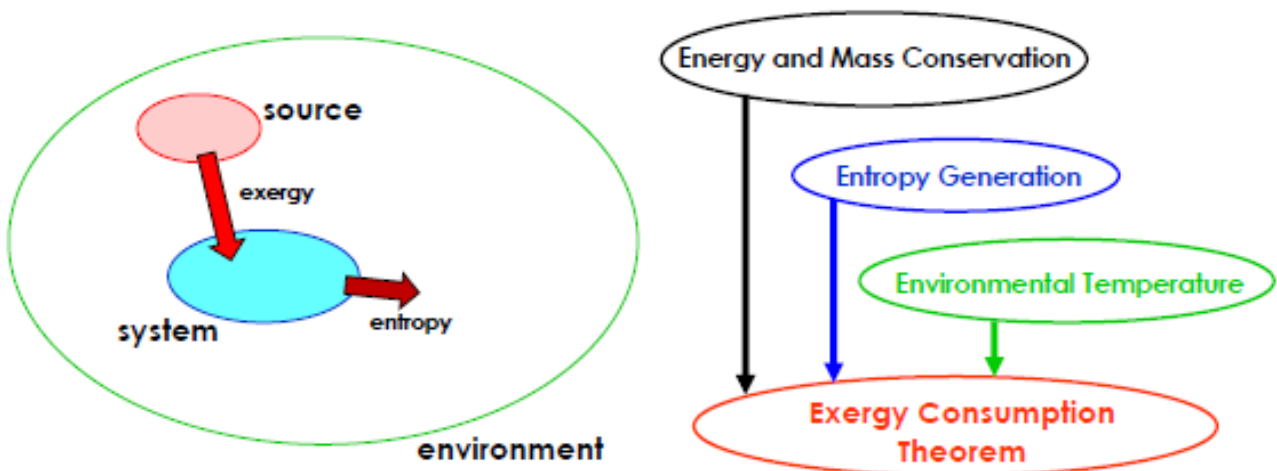 source
exergy
system
entropy
environment
Energy and Mass Conservation
Entropy Generation
Environmental Temperature
Exergy Consumption
Theorem